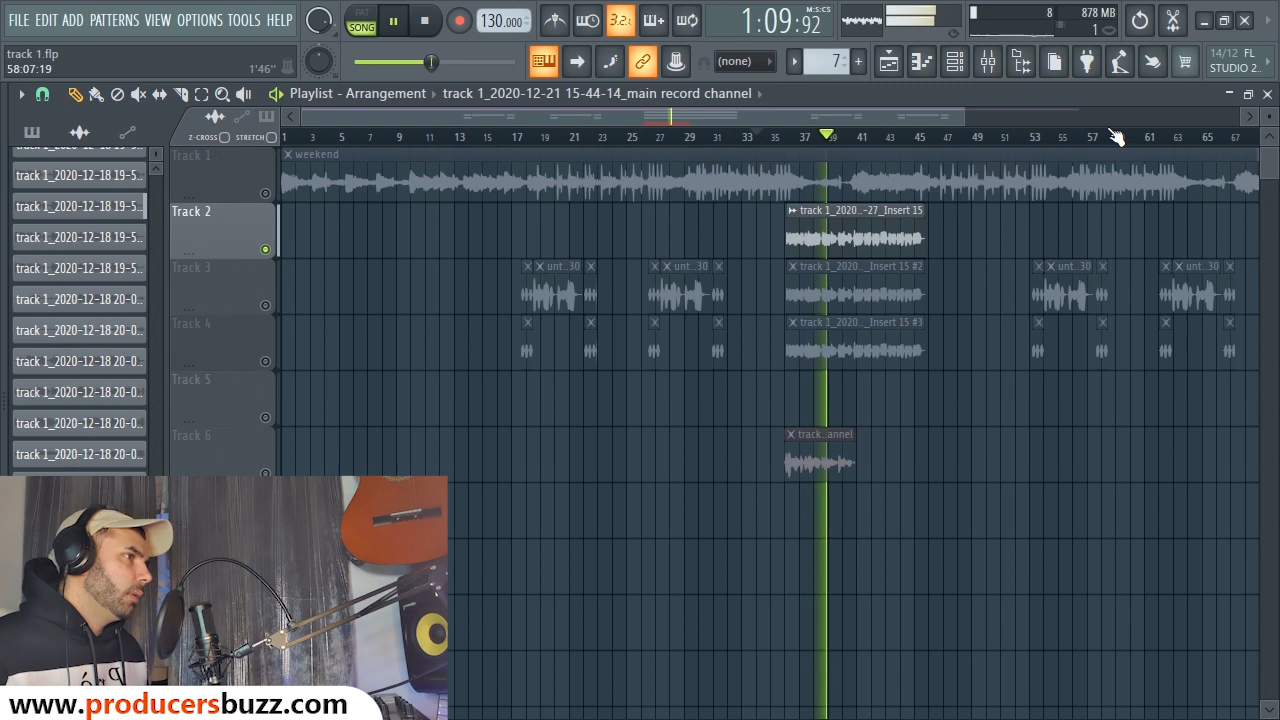 FILE EDIT ADD PATTERNS VIEW OPTIONS TOOLS HELP
PAT
SONG
130.000
3.2.
1:09:92
M:S:CS
8
878 MB
1
track 1.flp
58:07:19
1'46"
(none)
7
14/12 FL
STUDIO 2..
Playlist - Arrangement
track 1_2020-12-21 15-44-14_main record channel
Z-CROSS
STRETCH
1 3 5 7 9 11 13 15 17 19 21 23 25 27 29 31 33 35 37 39 41 43 45 47 49 51 53 55 57 61 63 65 67
Track 1
weekend
track 1_2020-12-18 19-5..
track 1_2020-12-18 19-5..
track 1_2020-12-18 19-5..
track 1_2020-12-18 19-5..
track 1_2020-12-18 20-0..
track 1_2020-12-18 20-0..
track 1_2020-12-18 20-0..
track 1_2020-12-18 20-0..
track 1_2020-12-18 20-0..
track 1_2020-12-18 20-0..
Track 2
track 1_2020..-27_Insert 15
Track 3
unt..30
unt..30
track 1_2020.._Insert 15 #2
unt..30
unt..30
Track 4
track 1_2020.._Insert 15 #3
Track 5
Track 6
track..annel
www.producersbuzz.com